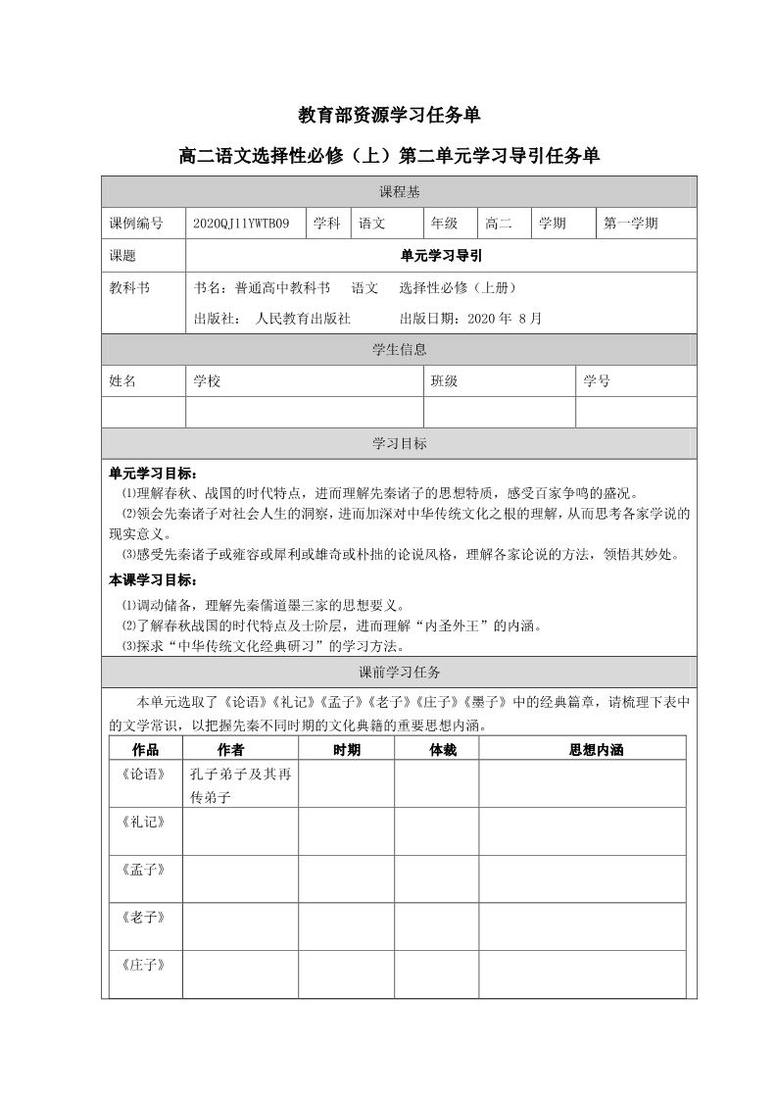 教育部资源学习任务单
高二语文选择性必修（上）第二单元学习导引任务单
课程基
课例编号 2020QJ11YWTB09 学科 语文 年级 高二 学期 第一学期
课题 单元学习导引
教科书 书名：普通高中教科书 语文 选择性必修（上册）
出版社： 人民教育出版社 出版日期：2020 年 8 月
学生信息
姓名 学校 班级 学号
学习目标
单元学习目标：
⑴理解春秋、战国的时代特点，进而理解先秦诸子的思想特质，感受百家争鸣的盛况。
⑵领会先秦诸子对社会人生的洞察，进而加深对中华传统文化之根的理解，从而思考各家学说的
现实意义。
⑶感受先秦诸子或雍容或犀利或雄奇或朴拙的论说风格，理解各家论说的方法，领悟其妙处。
本课学习目标：
⑴调动储备，理解先秦儒道墨三家的思想要义。
⑵了解春秋战国的时代特点及士阶层，进而理解“内圣外王”的内涵。
⑶探求“中华传统文化经典研习”的学习方法。
课前学习任务
本单元选取了《论语》《礼记》《孟子》《老子》《庄子》《墨子》中的经典篇章，请梳理下表中
的文学常识，以把握先秦不同时期的文化典籍的重要思想内涵。
作品 作者 时期 体裁 思想内涵
《论语》 孔子弟子及其再
传弟子
《礼记》
《孟子》
《老子》
《庄子》